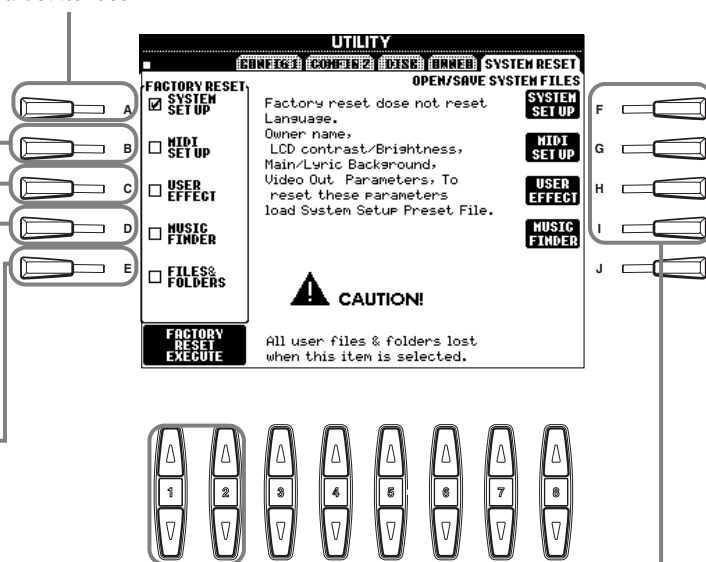 UTILITY
CONFIG1 CONFIG2 DISK OWNER SYSTEM RESET
OPEN/SAVE SYSTEM FILES
FACTORY RESET
SYSTEM
SET UP
MIDI
SET UP
USER
EFFECT
MUSIC
FINDER
FILES&
FOLDERS
FACTORY
RESET
EXECUTE
Factory reset dose not reset
Language.
Owner name,
LCD contrast/Brightness,
Main/Lyric Background,
Video Out Parameters, To
reset these parameters
load System Setup Preset File.
CAUTION!
All user files & folders lost
when this item is selected.
SYSTEM
SET UP
MIDI
SET UP
USER
EFFECT
MUSIC
FINDER
A
B
C
D
E
F
G
H
I
J
1 2 3 4 5 6 7 8